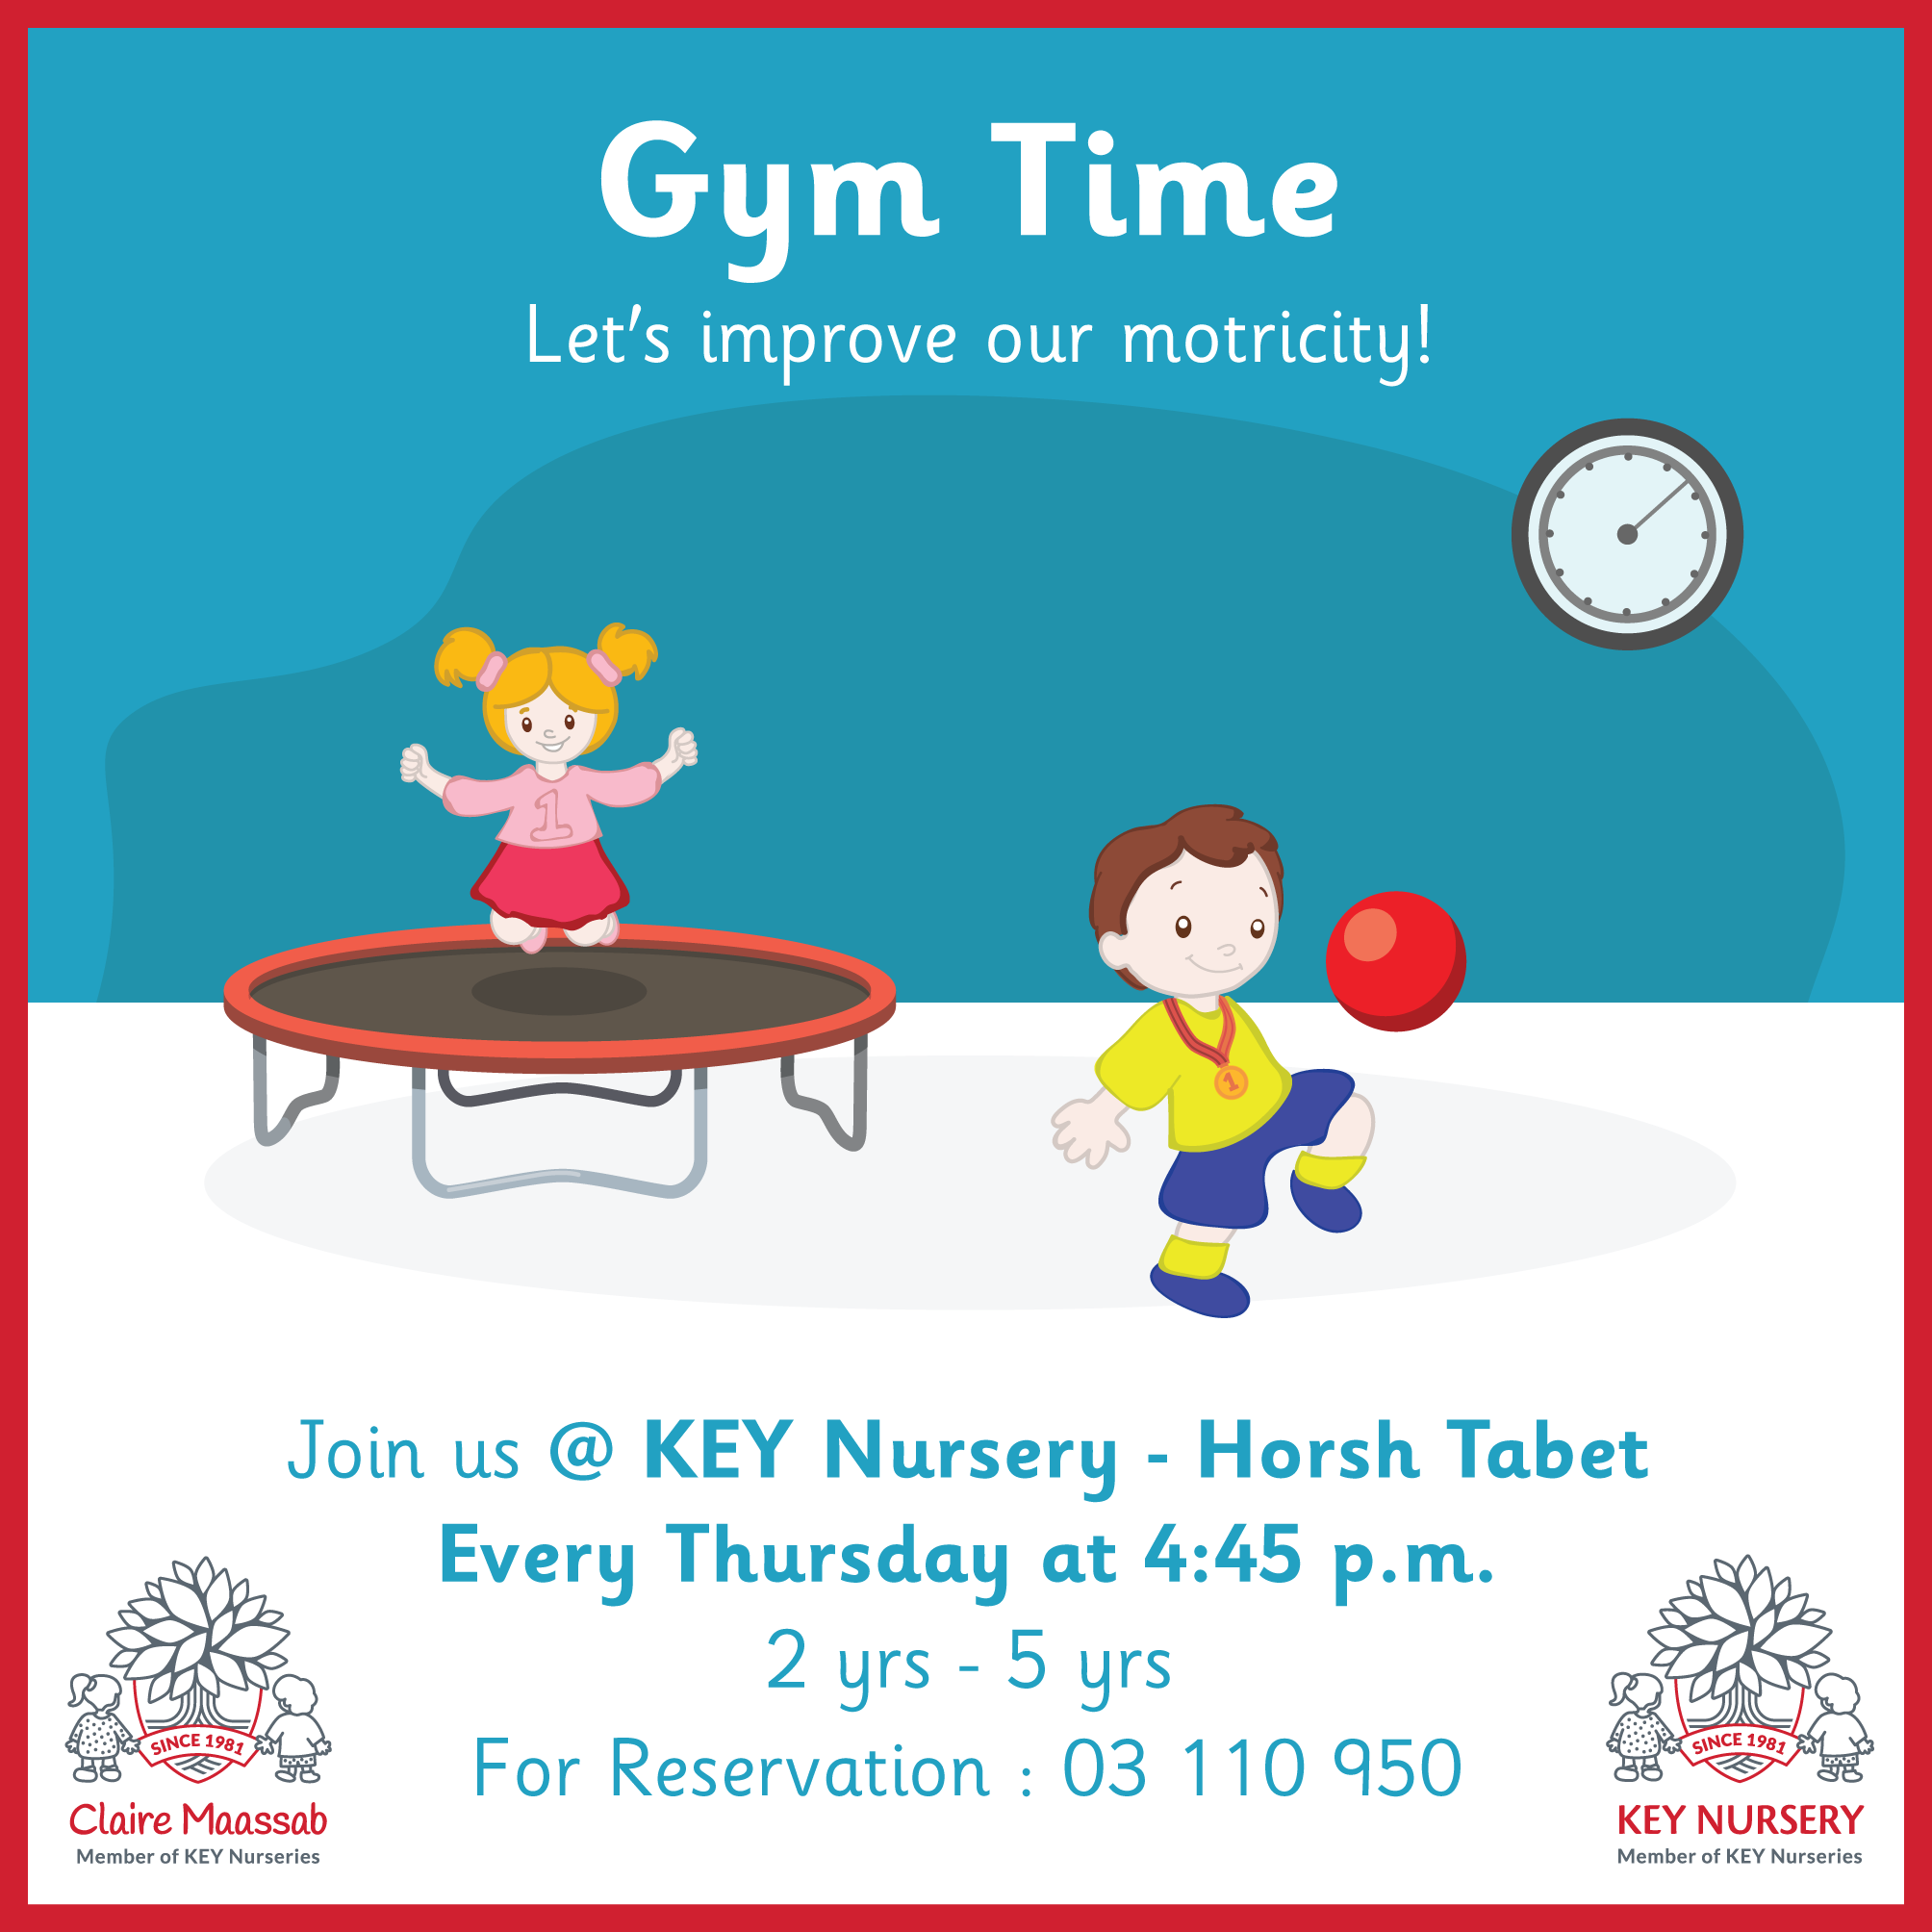 Gym Time
Let's improve our motricity!
1
1
Join us @ KEY Nursery - Horsh Tabet
Every Thursday at 4:45 p.m.
2 yrs - 5 yrs
For Reservation : 03 110 950
SINCE 1981
Claire Maassab
Member of KEY Nurseries
SINCE 1981
KEY NURSERY
Member of KEY Nurseries